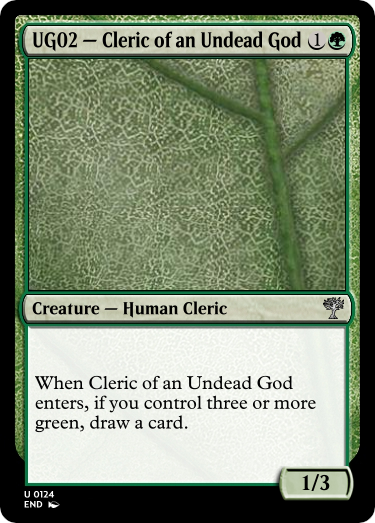 UG02 — Cleric of an Undead God 1
Creature — Human Cleric
When Cleric of an Undead God
enters, if you control three or more
green, draw a card.
1/3
U 0124
END